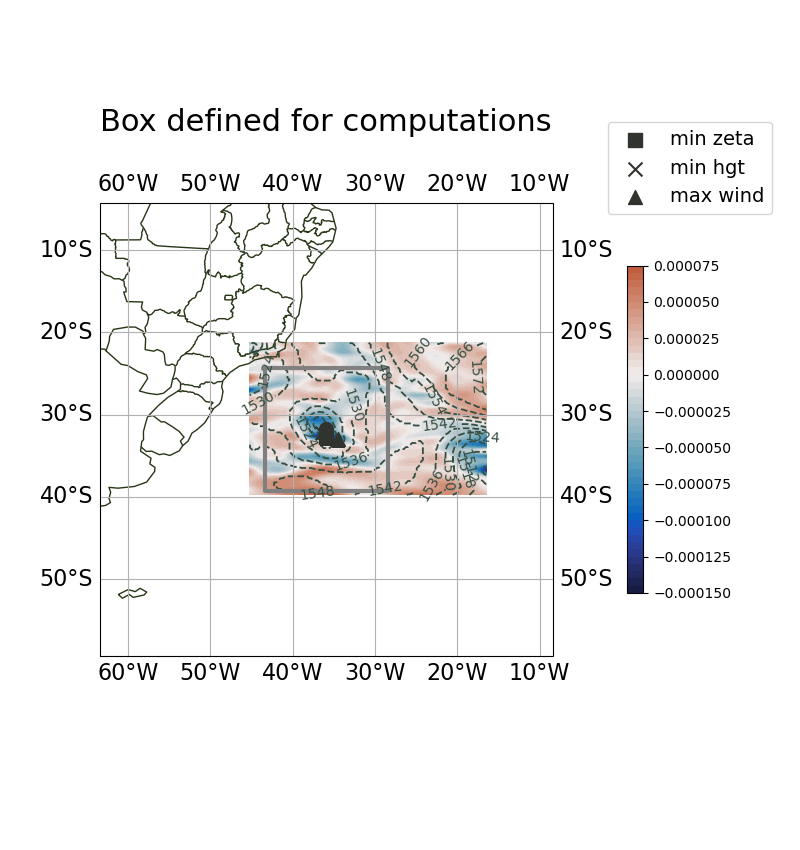 Box defined for computations
min zeta
min hgt
max wind
60°W 50°W 40°W 30°W 20°W 10°W
10°S 10°S
20°S 20°S
30°S 30°S
40°S 40°S
50°S 50°S
60°W 50°W 40°W 30°W 20°W 10°W
0.000075
0.000050
0.000025
0.000000
−0.000025
−0.000050
−0.000075
−0.000100
−0.000125
−0.000150
1560
1566
1572
1554
1530
1530
1542
1524
1536
1530
1536
1542
1548